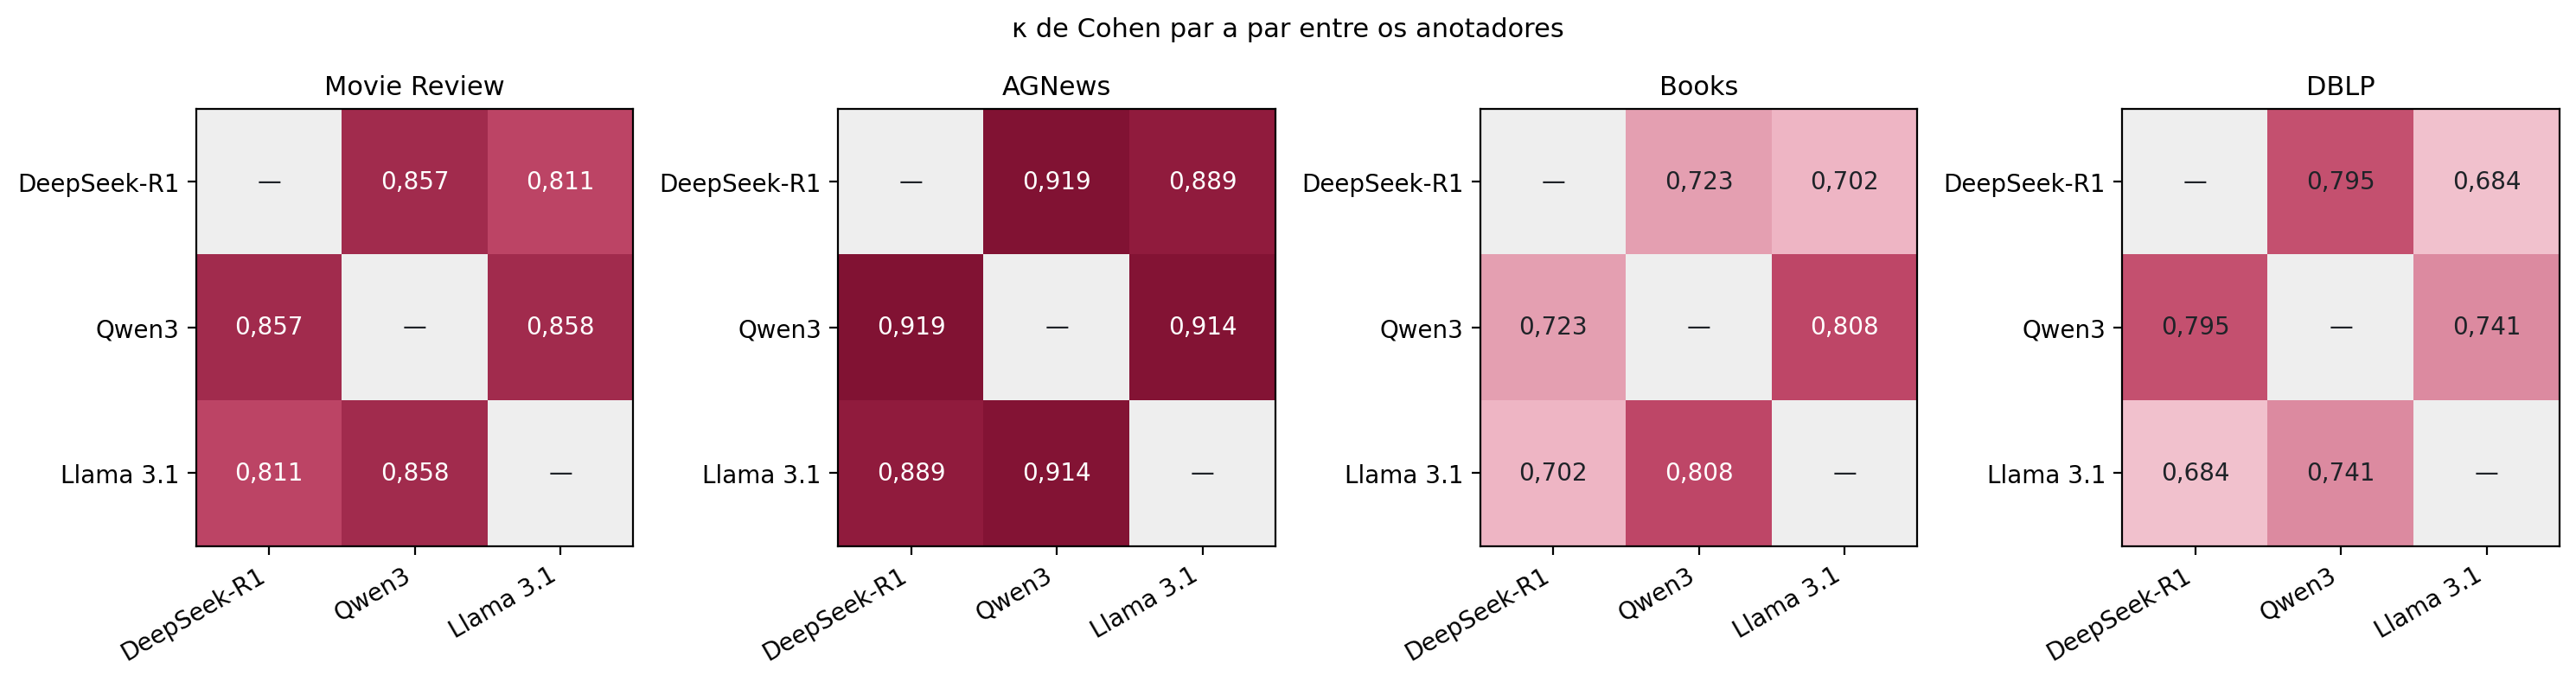 κ de Cohen par a par entre os anotadores
Movie Review
DeepSeek-R1 — 0,857 0,811
Qwen3 0,857 — 0,858
Llama 3.1 0,811 0,858 —
DeepSeek-R1 Qwen3 Llama 3.1
AGNews
DeepSeek-R1 — 0,919 0,889
Qwen3 0,919 — 0,914
Llama 3.1 0,889 0,914 —
DeepSeek-R1 Qwen3 Llama 3.1
Books
DeepSeek-R1 — 0,723 0,702
Qwen3 0,723 — 0,808
Llama 3.1 0,702 0,808 —
DeepSeek-R1 Qwen3 Llama 3.1
DBLP
DeepSeek-R1 — 0,795 0,684
Qwen3 0,795 — 0,741
Llama 3.1 0,684 0,741 —
DeepSeek-R1 Qwen3 Llama 3.1